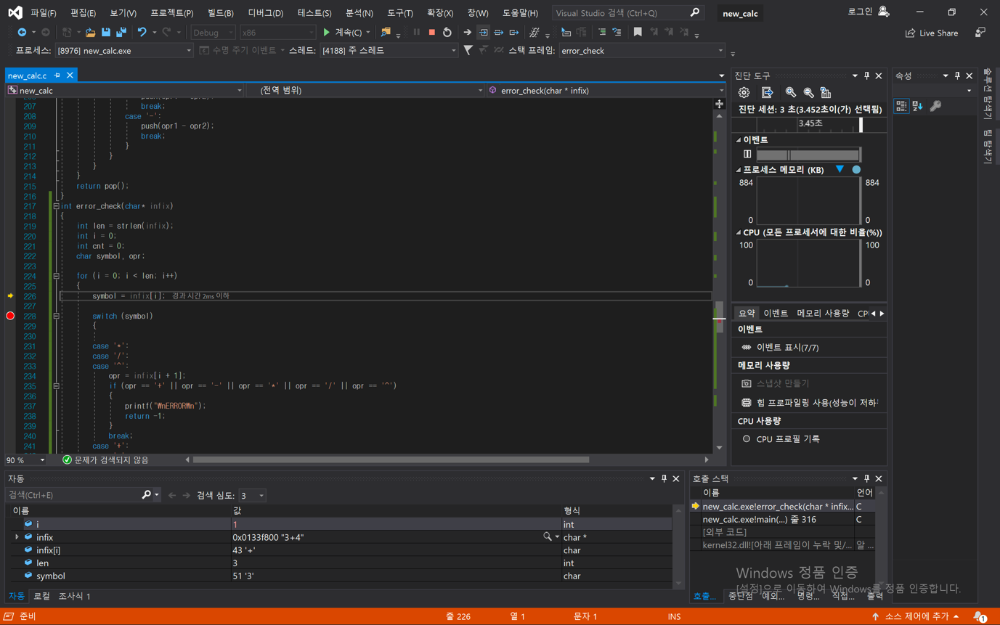 파일(F) 편집(E) 보기(V) 프로젝트(P) 빌드(B) 디버그(D) 테스트(S) 분석(N) 도구(T) 확장(X) 창(W) 도움말(H) Visual Studio 검색 (Ctrl+Q) new_calc 로그인
Debug x86 계속(C) Live Share
프로세스: [8976] new_calc.exe 수명 주기 이벤트 스레드: [4188] 주 스레드 스택 프레임: error_check
new_calc.c
new_calc (전역 범위) error_check(char * infix)
207 break;
208 case '-':
209 push(opr1 - opr2);
210 break;
211 }
212 }
213 }
214 }
215 return pop();
216 }
217 int error_check(char* infix)
218 {
219 int len = strlen(infix);
220 int i = 0;
221 int cnt = 0;
222 char symbol, opr;
223
224 for (i = 0; i < len; i++)
225 {
226 symbol = infix[i]; 경과 시간 2ms 이하
227
228 switch (symbol)
229 {
230
231 case '*':
232 case '/':
233 case '^':
234 opr = infix[i + 1];
235 if (opr == '+' || opr == '-' || opr == '*' || opr == '/' || opr == '^')
236 {
237 printf("₩nERROR₩n");
238 return -1;
239 }
240 break;
241 case '+':
90 % 문제가 검색되지 않음
진단 도구
진단 세션: 3 초(3.452초이(가) 선택됨)
3.45초
이벤트
프로세스 메모리 (KB)
884 884
0 0
CPU (모든 프로세서에 대한 비율(%))
100 100
0 0
요약 이벤트 메모리 사용량 CP
이벤트
이벤트 표시(7/7)
메모리 사용량
스냅샷 만들기
힙 프로파일링 사용(성능이 저하
CPU 사용량
CPU 프로필 기록
속성
솔루션 탐색기
팀 탐색기
자동
검색(Ctrl+E) 검색 심도: 3
이름 값 형식
i 1 int
infix 0x0133f800 "3+4" char *
infix[i] 43 '+' char
len 3 int
symbol 51 '3' char
자동 로컬 조사식 1
호출 스택
이름 언어
new_calc.exe!error_check(char * infix... C
new_calc.exe!main(...) 줄 316 C
[외부 코드]
kernel32.dll![아래 프레임이 누락 및/... 알 ...
Windows 정품 인증
[설정]으로 이동하여 Windows를 정품 인증합니다.
호출... 중단점 예외... 명령... 직접... 출력
준비 줄 226 열 1 문자 1 INS 소스 제어에 추가 1